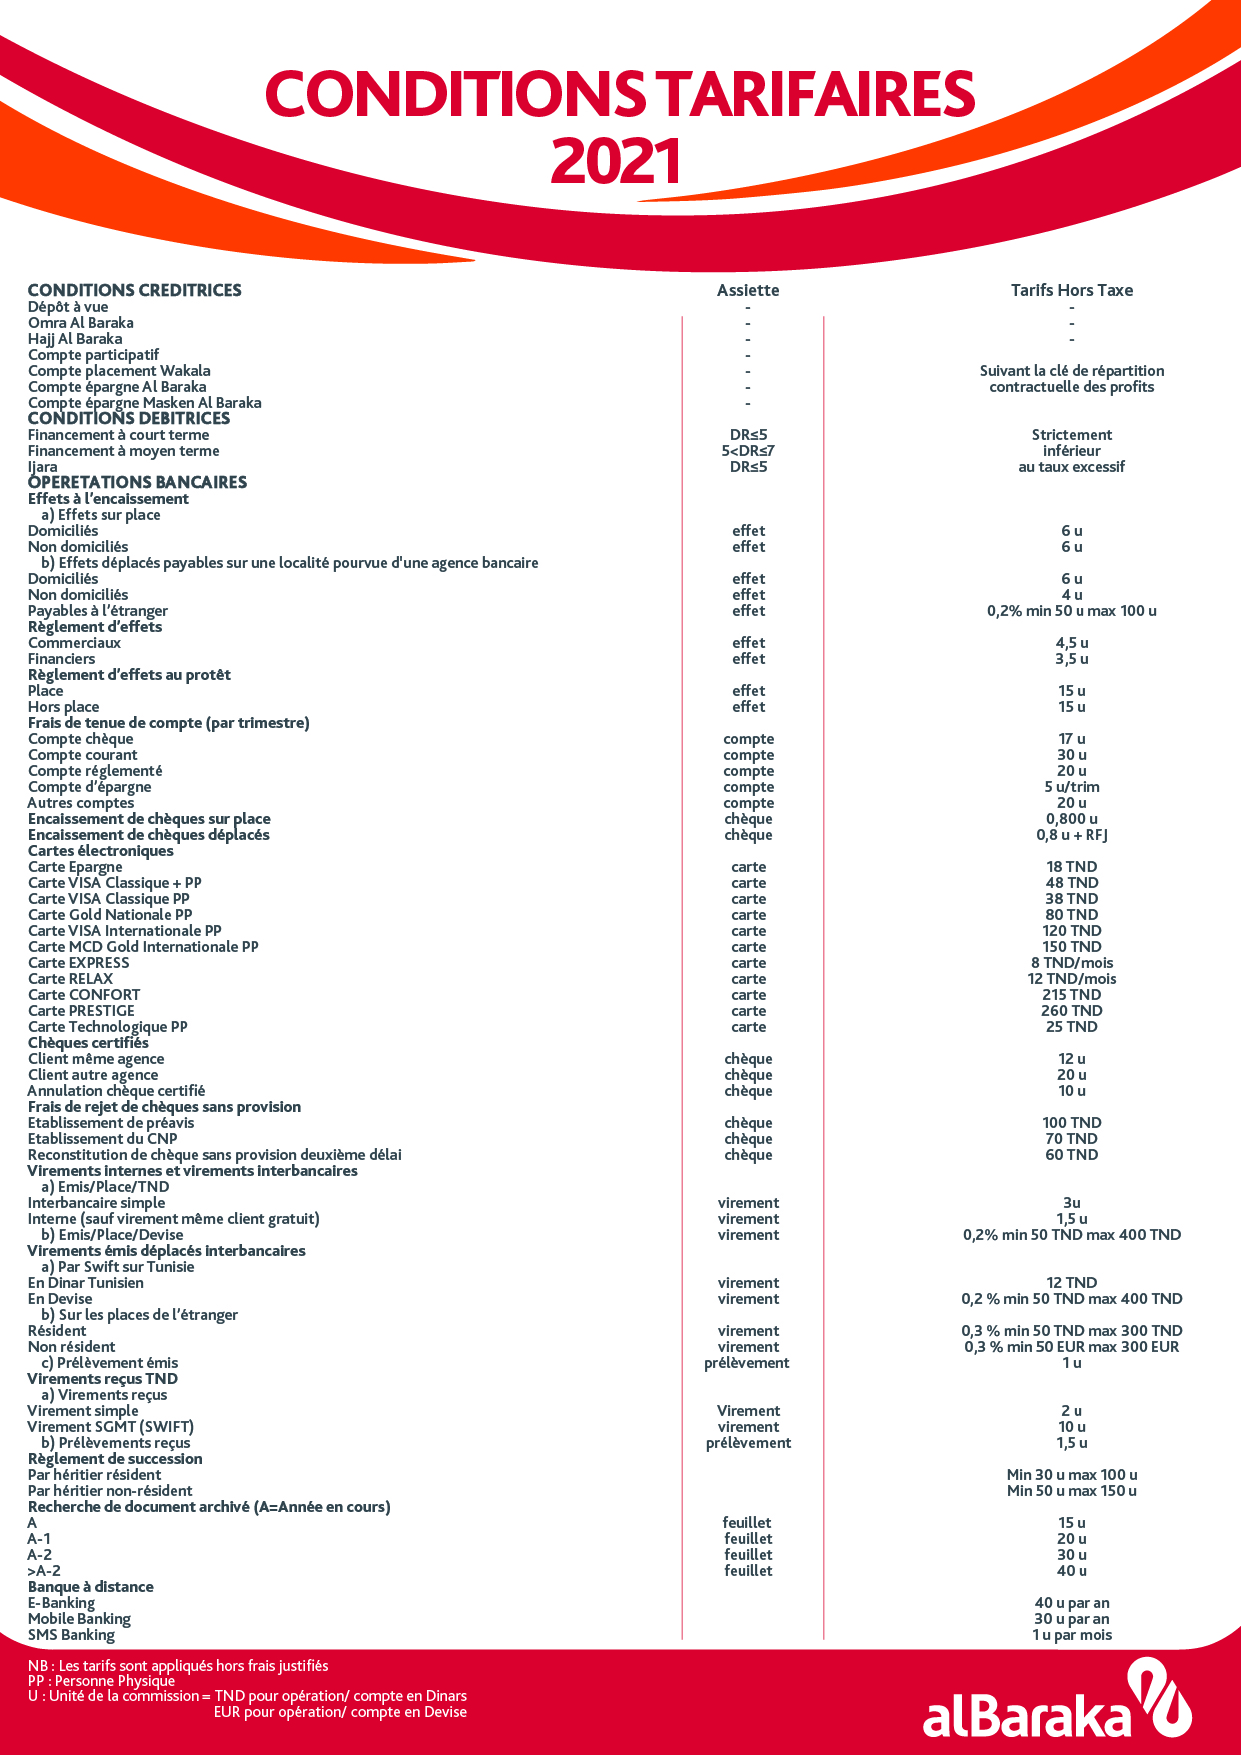 CONDITIONS TARIFAIRES
2021
CONDITIONS CREDITRICES Assiette Tarifs Hors Taxe
Dépôt à vue - -
Omra Al Baraka - -
Hajj Al Baraka - -
Compte participatif -
Compte placement Wakala - Suivant la clé de répartition
Compte épargne Al Baraka - contractuelle des profits
Compte épargne Masken Al Baraka -
CONDITIONS DEBITRICES
Financement à court terme DR≤5 Strictement
Financement à moyen terme 5<DR≤7 inférieur
Ijara DR≤5 au taux excessif
OPERETATIONS BANCAIRES
Effets à l’encaissement
a) Effets sur place
Domiciliés effet 6 u
Non domiciliés effet 6 u
b) Effets déplacés payables sur une localité pourvue d'une agence bancaire
Domiciliés effet 6 u
Non domiciliés effet 4 u
Payables à l’étranger effet 0,2% min 50 u max 100 u
Règlement d’effets
Commerciaux effet 4,5 u
Financiers effet 3,5 u
Règlement d’effets au protêt
Place effet 15 u
Hors place effet 15 u
Frais de tenue de compte (par trimestre)
Compte chèque compte 17 u
Compte courant compte 30 u
Compte réglementé compte 20 u
Compte d’épargne compte 5 u/trim
Autres comptes compte 20 u
Encaissement de chèques sur place chèque 0,800 u
Encaissement de chèques déplacés chèque 0,8 u + RFJ
Cartes électroniques
Carte Epargne carte 18 TND
Carte VISA Classique + PP carte 48 TND
Carte VISA Classique PP carte 38 TND
Carte Gold Nationale PP carte 80 TND
Carte VISA Internationale PP carte 120 TND
Carte MCD Gold Internationale PP carte 150 TND
Carte EXPRESS carte 8 TND/mois
Carte RELAX carte 12 TND/mois
Carte CONFORT carte 215 TND
Carte PRESTIGE carte 260 TND
Carte Technologique PP carte 25 TND
Chèques certifiés
Client même agence chèque 12 u
Client autre agence chèque 20 u
Annulation chèque certifié chèque 10 u
Frais de rejet de chèques sans provision
Etablissement de préavis chèque 100 TND
Etablissement du CNP chèque 70 TND
Reconstitution de chèque sans provision deuxième délai chèque 60 TND
Virements internes et virements interbancaires
a) Emis/Place/TND
Interbancaire simple virement 3u
Interne (sauf virement même client gratuit) virement 1,5 u
b) Emis/Place/Devise virement 0,2% min 50 TND max 400 TND
Virements émis déplacés interbancaires
a) Par Swift sur Tunisie
En Dinar Tunisien virement 12 TND
En Devise virement 0,2 % min 50 TND max 400 TND
b) Sur les places de l’étranger
Résident virement 0,3 % min 50 TND max 300 TND
Non résident virement 0,3 % min 50 EUR max 300 EUR
c) Prélèvement émis prélèvement 1 u
Virements reçus TND
a) Virements reçus
Virement simple Virement 2 u
Virement SGMT (SWIFT) virement 10 u
b) Prélèvements reçus prélèvement 1,5 u
Règlement de succession
Par héritier résident Min 30 u max 100 u
Par héritier non-résident Min 50 u max 150 u
Recherche de document archivé (A=Année en cours)
A feuillet 15 u
A-1 feuillet 20 u
A-2 feuillet 30 u
>A-2 feuillet 40 u
Banque à distance
E-Banking 40 u par an
Mobile Banking 30 u par an
SMS Banking 1 u par mois
NB : Les tarifs sont appliqués hors frais justifiés
PP : Personne Physique
U : Unité de la commission = TND pour opération/ compte en Dinars
EUR pour opération/ compte en Devise
alBaraka